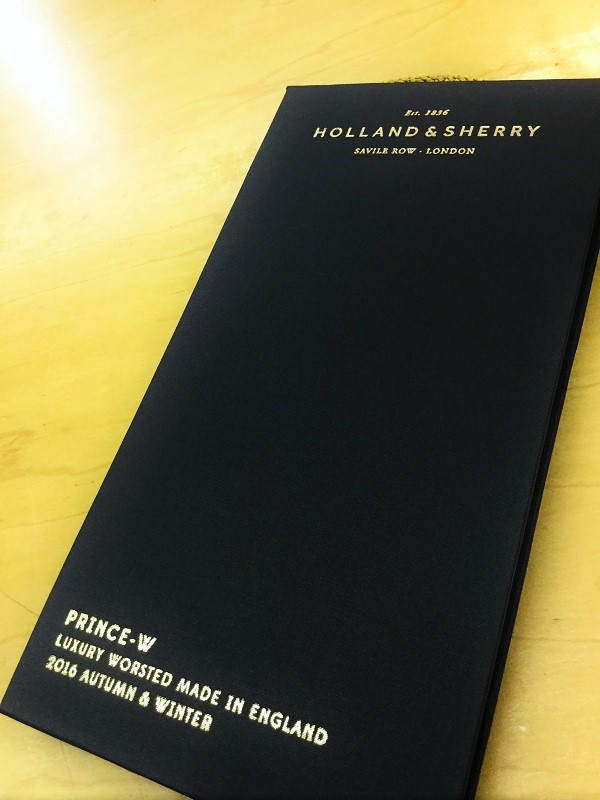 Est. 1836
HOLLAND & SHERRY
SAVILE ROW · LONDON
PRINCE-W
LUXURY WORSTED MADE IN ENGLAND
2016 AUTUMN & WINTER